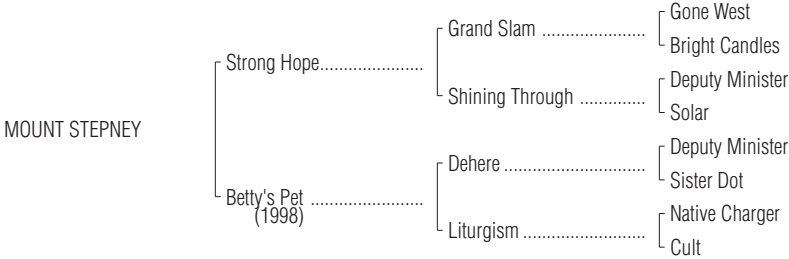 Gone West
Grand Slam ......................
Bright Candles
Strong Hope......................
Deputy Minister
Shining Through ..............
Solar
MOUNT STEPNEY
Deputy Minister
Dehere ..............................
Sister Dot
Betty's Pet ........................
(1998)
Native Charger
Liturgism ..........................
Cult